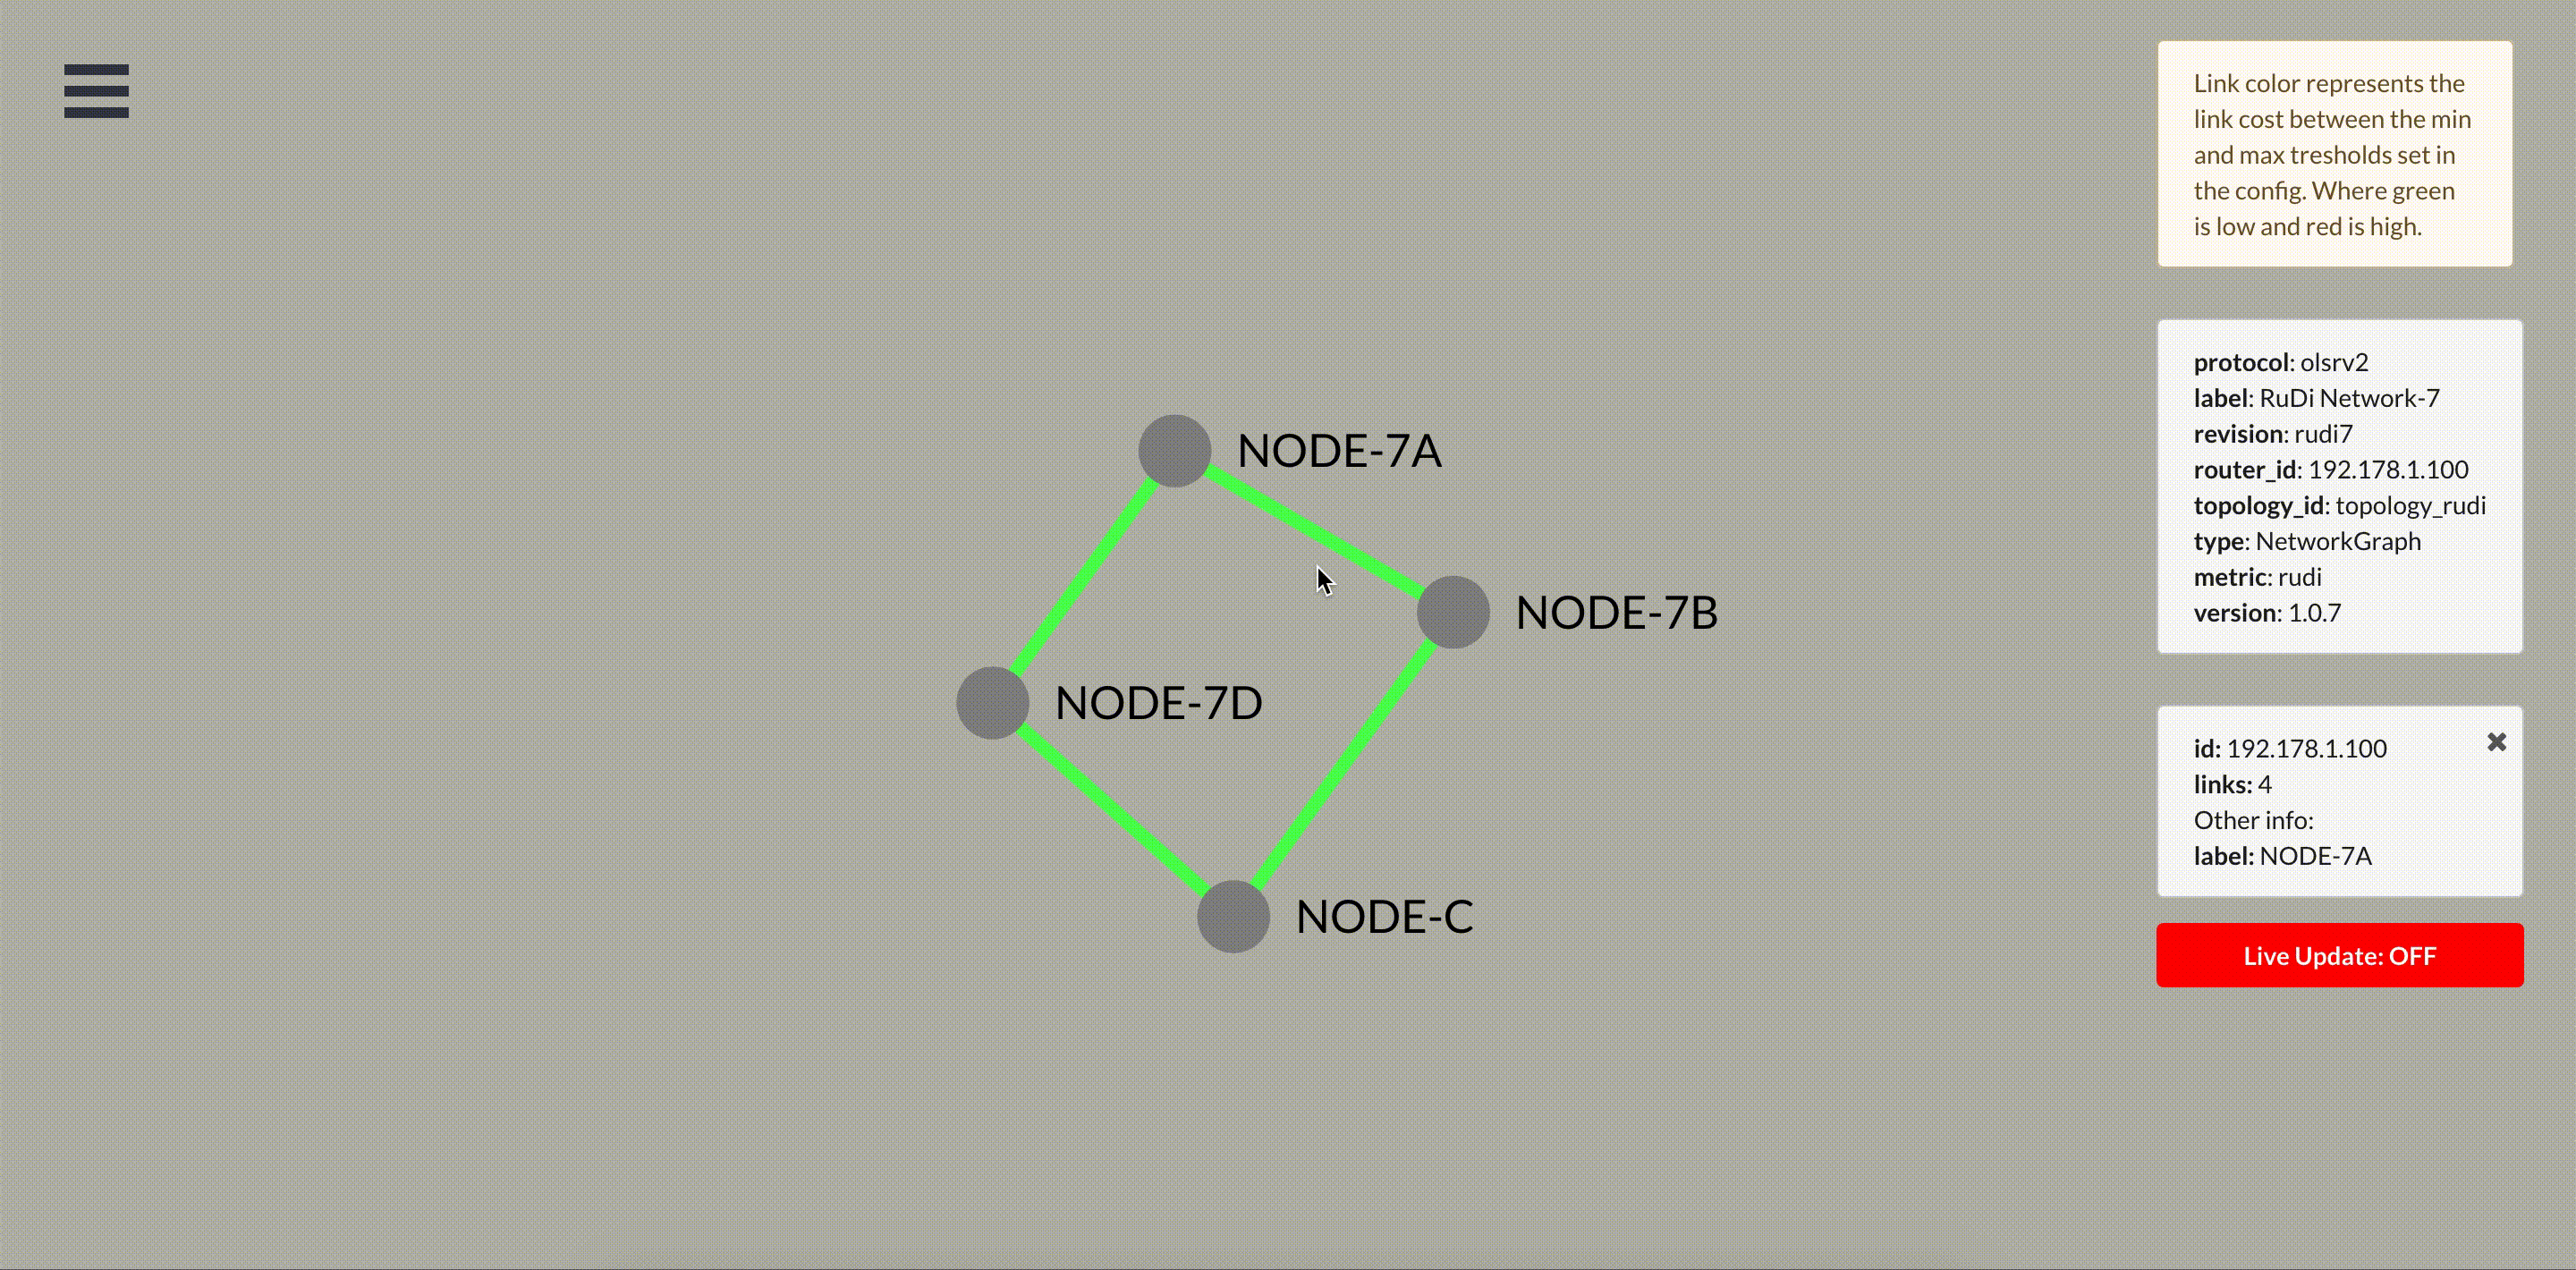 Link color represents the
link cost between the min
and max tresholds set in
the config. Where green
is low and red is high.
protocol: olsrv2
label: RuDi Network-7
revision: rudi7
router_id: 192.178.1.100
topology_id: topology_rudi
type: NetworkGraph
metric: rudi
version: 1.0.7
NODE-7A
NODE-7B
NODE-7D
NODE-C
id: 192.178.1.100
links: 4
Other info:
label: NODE-7A
Live Update: OFF